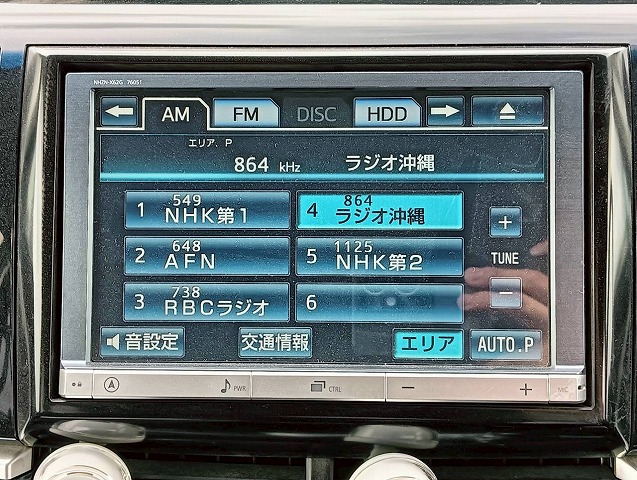 NHZN-X62G 76051
AM FM DISC HDD
エリア. P
864 kHz ラジオ沖縄
1 549 NHK第1
4 864 ラジオ沖縄
2 648 AFN
5 1125 NHK第2
TUNE
3 738 RBCラジオ
6
音設定 交通情報 エリア AUTO.P
PWR CTRL − + MIC